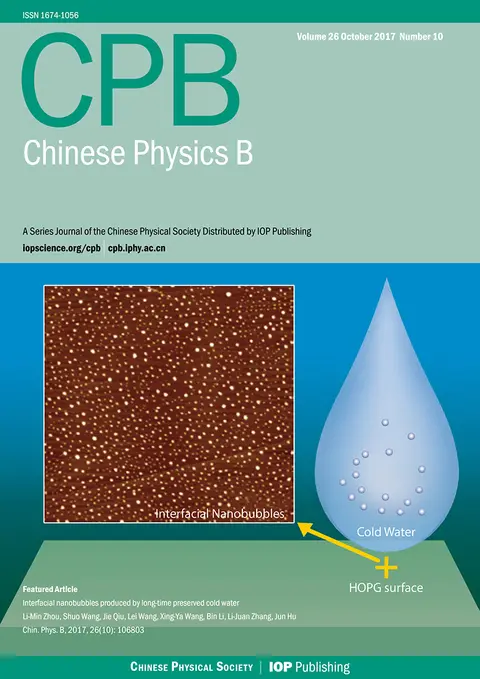 ISSN 1674-1056
Volume 26 October 2017 Number 10
CPB
Chinese Physics B
A Series Journal of the Chinese Physical Society Distributed by IOP Publishing
iopscience.org/cpb | cpb.iphy.ac.cn
Interfacial Nanobubbles
Cold Water
+
HOPG surface
Featured Article
Interfacial nanobubbles produced by long-time preserved cold water
Li-Min Zhou, Shuo Wang, Jie Qiu, Lei Wang, Xing-Ya Wang, Bin Li, Li-Juan Zhang, Jun Hu
Chin. Phys. B, 2017, 26(10): 106803
CHINESE PHYSICAL SOCIETY | IOP Publishing